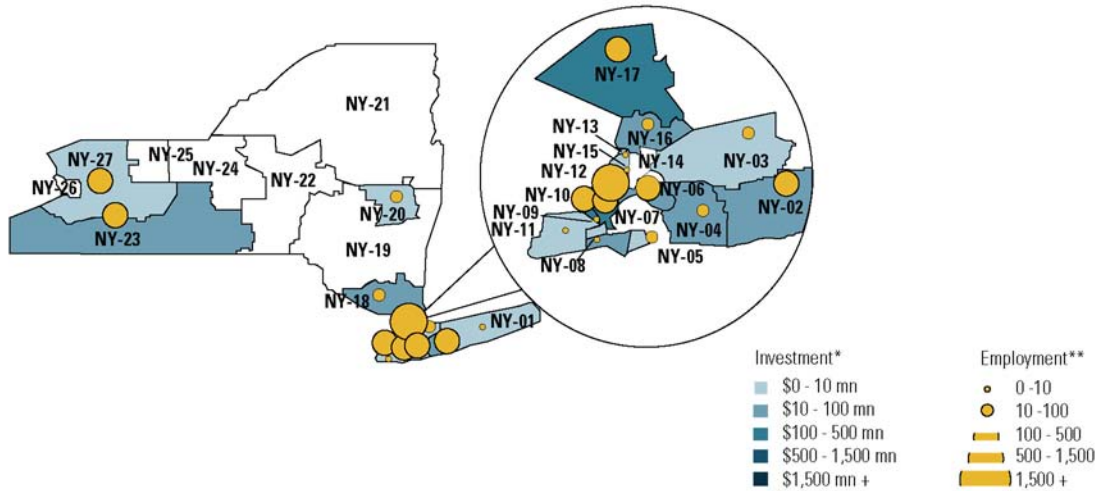 NY-21
NY-25
NY-27
NY-24
NY-26
NY-22
NY-20
NY-23
NY-19
NY-18
NY-01
NY-17
NY-13
NY-16
NY-15
NY-14
NY-03
NY-12
NY-10
NY-06
NY-02
NY-09
NY-07
NY-04
NY-11
NY-05
NY-08
Investment*
$0 - 10 mn
$10 - 100 mn
$100 - 500 mn
$500 - 1,500 mn
$1,500 mn +
Employment**
0 -10
10 -100
100 - 500
500 - 1,500
1,500 +